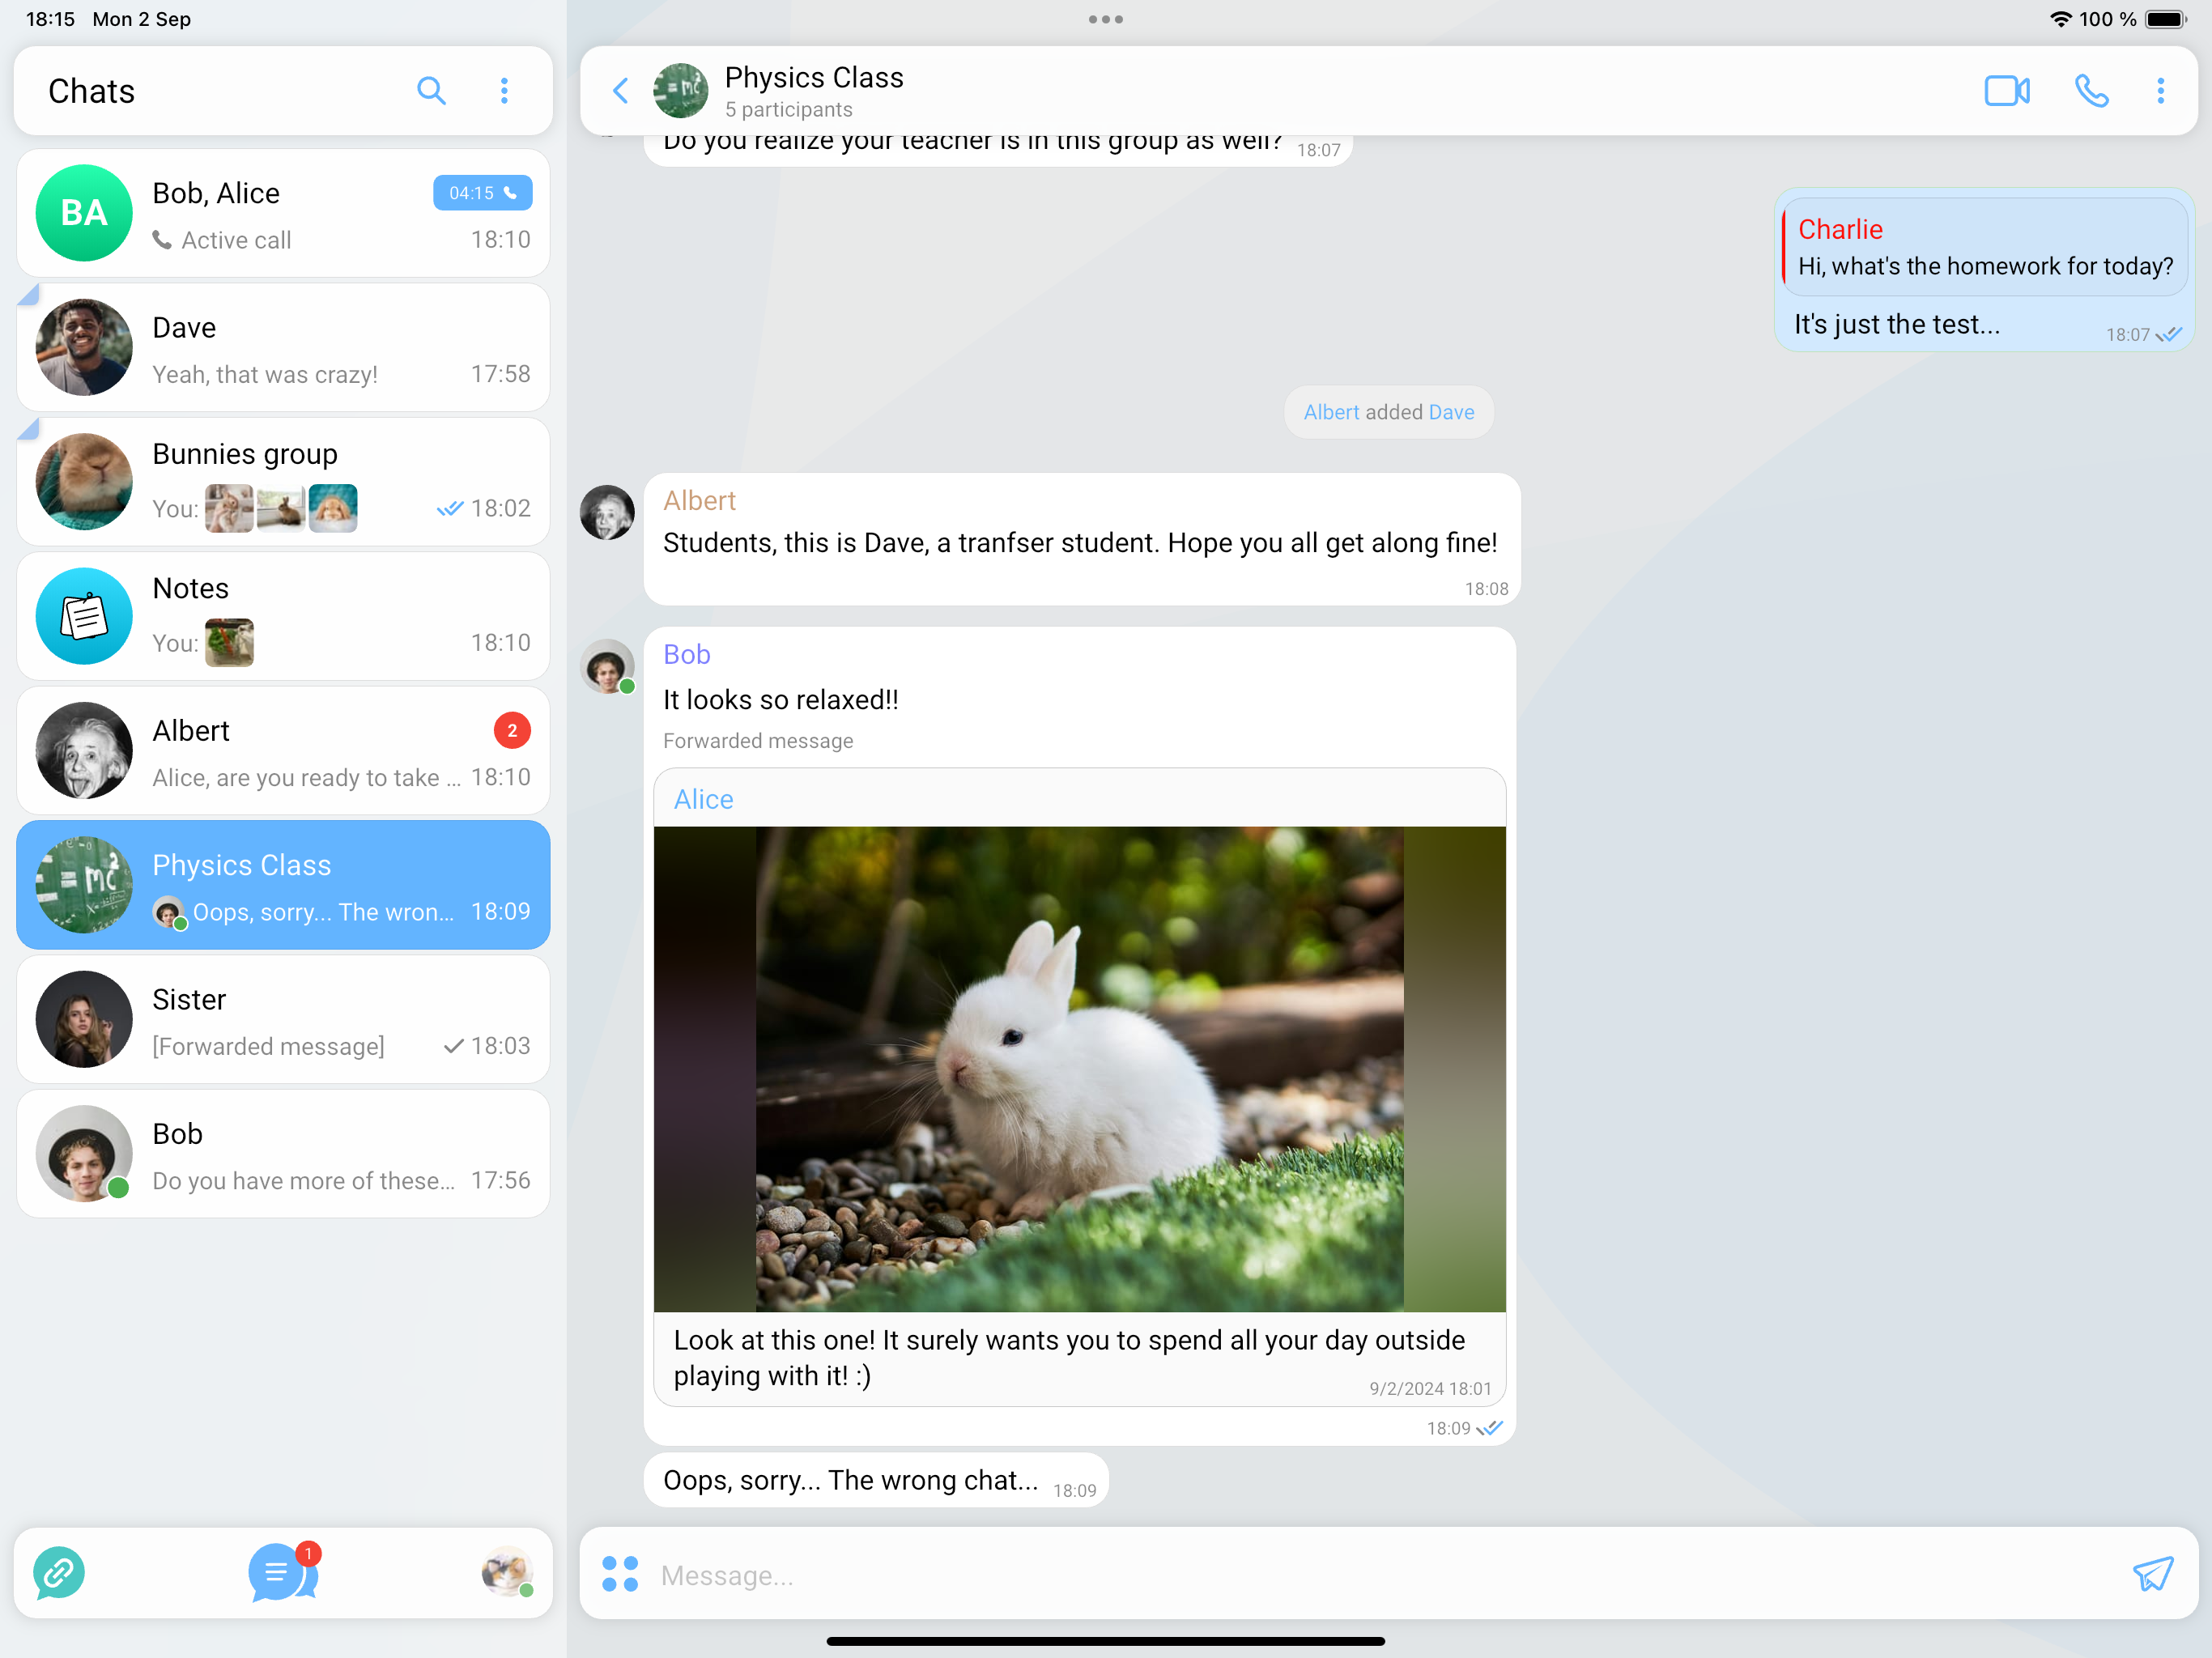 18:15 Mon 2 Sep
100 %
Chats
BA
Bob, Alice
04:15
Active call
18:10
Dave
Yeah, that was crazy!
17:58
Bunnies group
You:
18:02
Notes
You:
18:10
Albert
2
Alice, are you ready to take ...
18:10
Physics Class
Oops, sorry... The wron...
18:09
Sister
[Forwarded message]
18:03
Bob
Do you have more of these...
17:56
1
= mc²
Physics Class
5 participants
Do you realize your teacher is in this group as well?
18:07
Charlie
Hi, what's the homework for today?
It's just the test...
18:07
Albert added Dave
Albert
Students, this is Dave, a tranfser student. Hope you all get along fine!
18:08
Bob
It looks so relaxed!!
Forwarded message
Alice
Look at this one! It surely wants you to spend all your day outside
playing with it! :)
9/2/2024 18:01
18:09
Oops, sorry... The wrong chat...
18:09
Message...